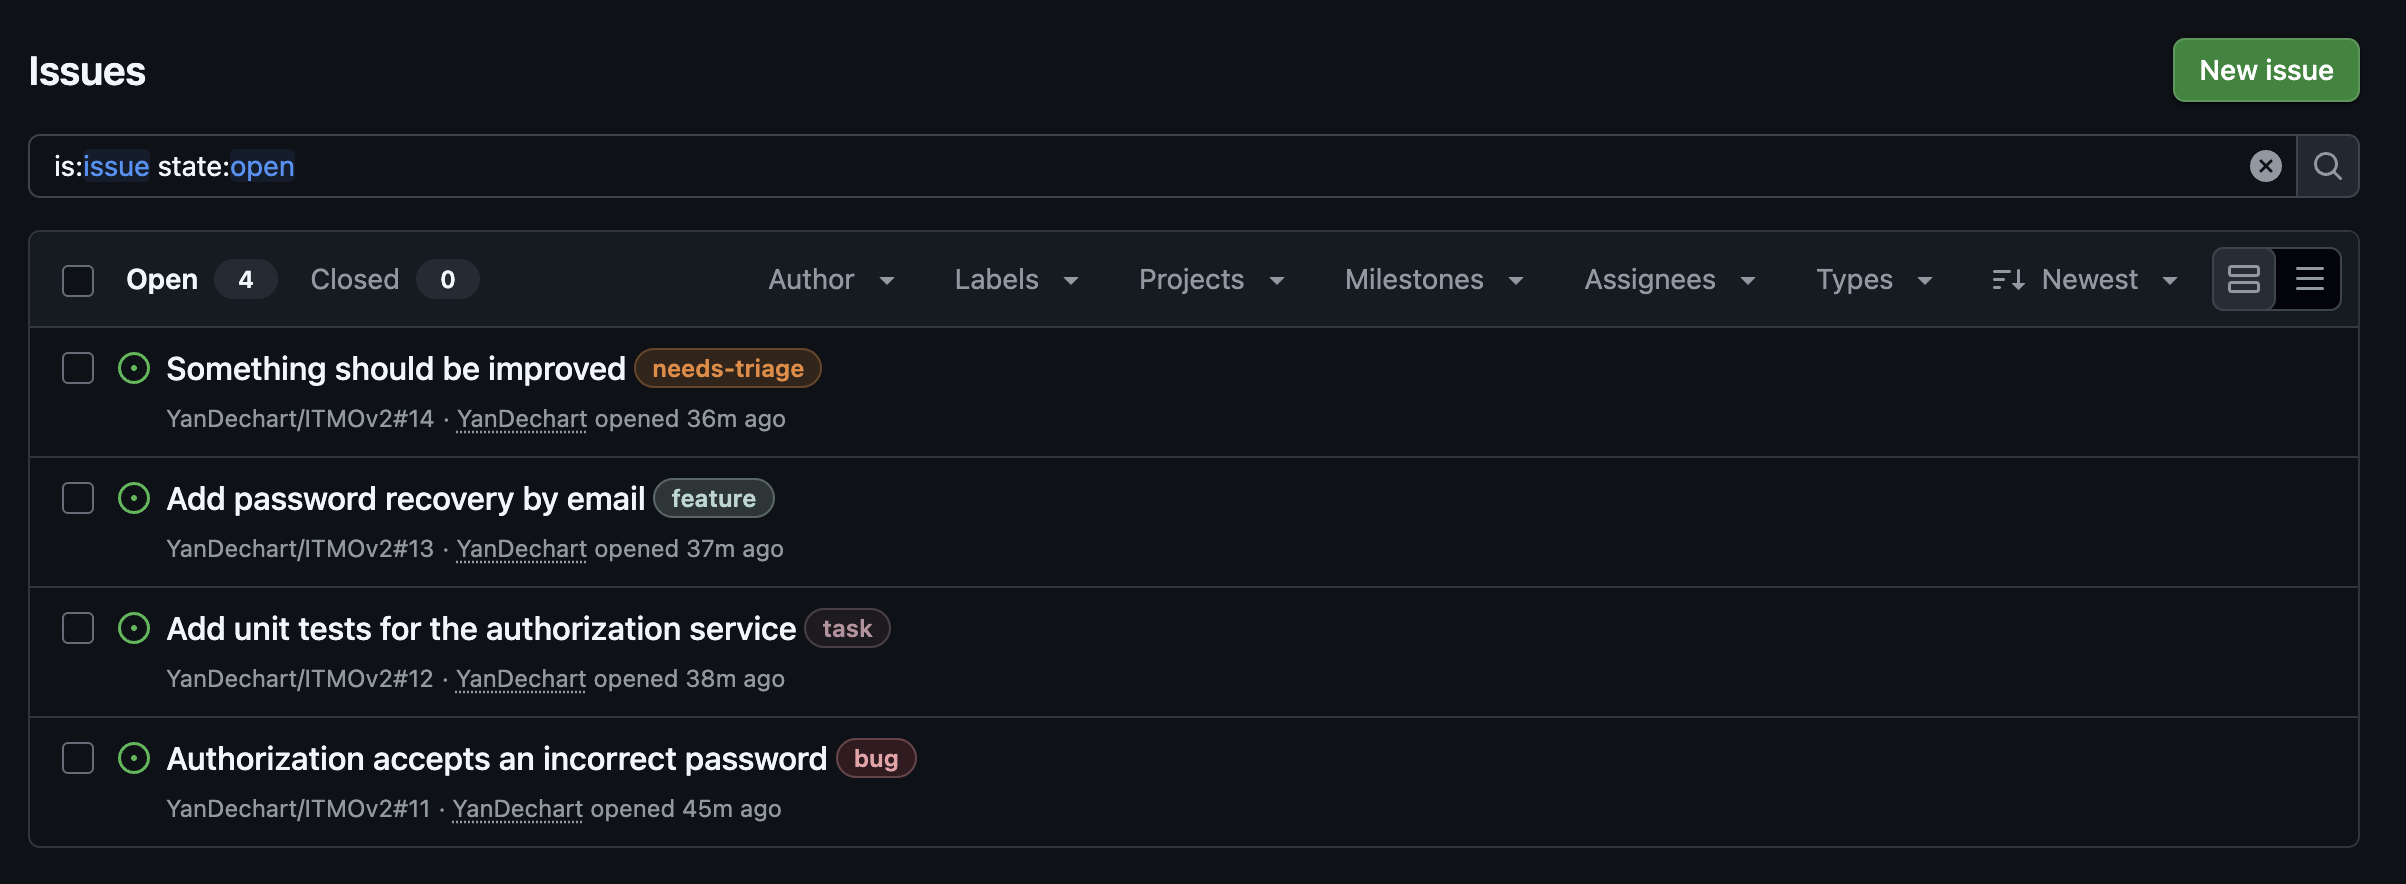 Issues
New issue
is:issue state:open
Open 4 Closed 0 Author Labels Projects Milestones Assignees Types Newest
Something should be improved needs-triage
YanDechart/ITMOv2#14 · YanDechart opened 36m ago
Add password recovery by email feature
YanDechart/ITMOv2#13 · YanDechart opened 37m ago
Add unit tests for the authorization service task
YanDechart/ITMOv2#12 · YanDechart opened 38m ago
Authorization accepts an incorrect password bug
YanDechart/ITMOv2#11 · YanDechart opened 45m ago